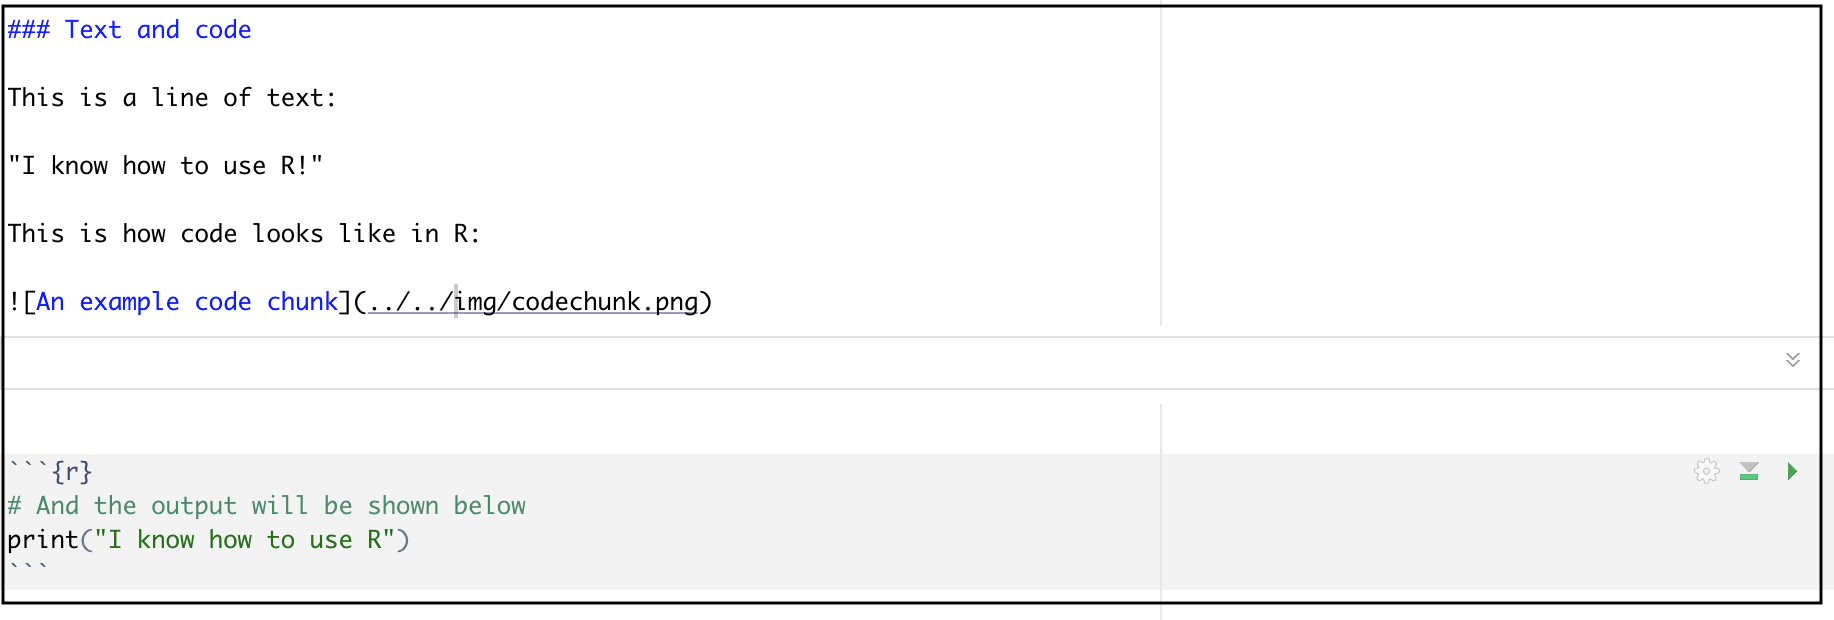 ### Text and code
This is a line of text:
"I know how to use R!"
This is how code looks like in R:
![An example code chunk](../../img/codechunk.png)
```{r}
# And the output will be shown below
print("I know how to use R")
```